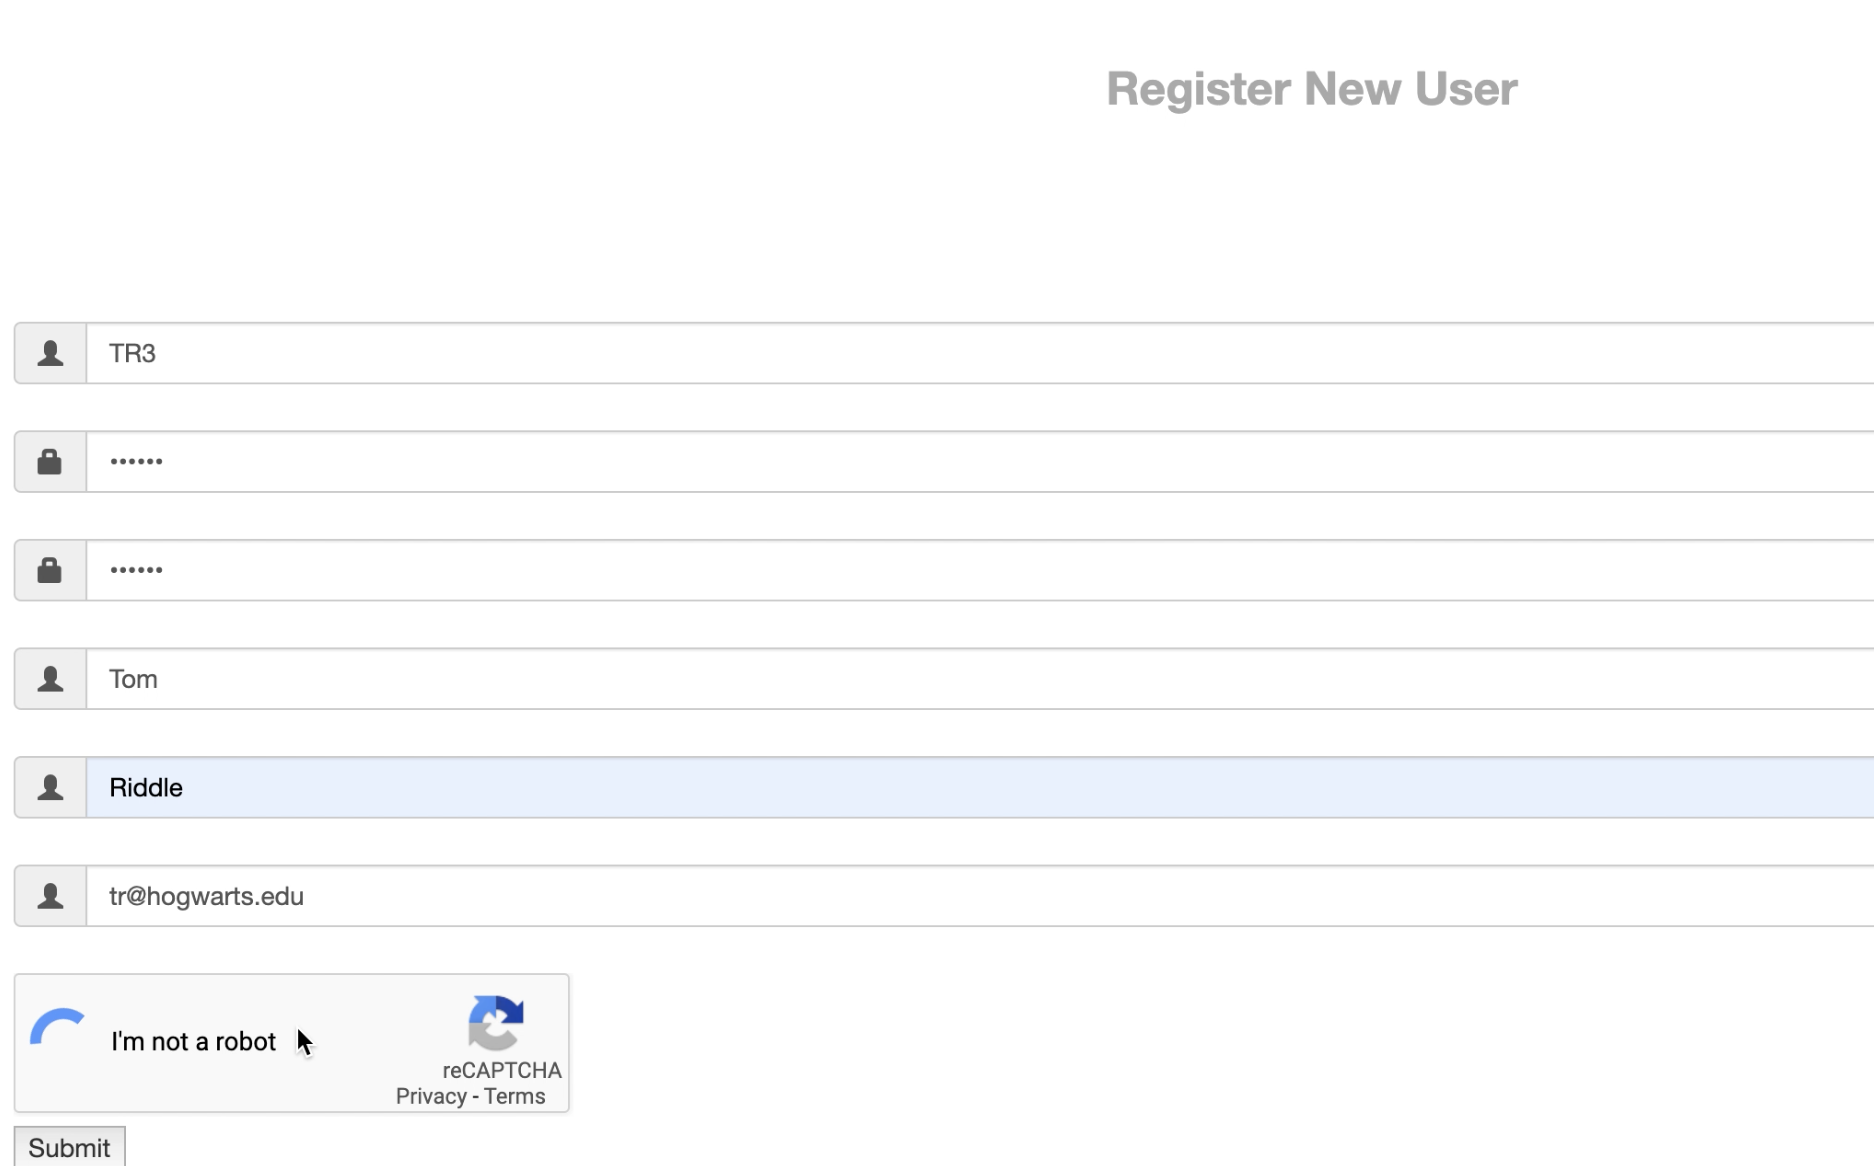 Register New User
TR3
••••••
••••••
Tom
Riddle
tr@hogwarts.edu
I'm not a robot
reCAPTCHA
Privacy - Terms
Submit